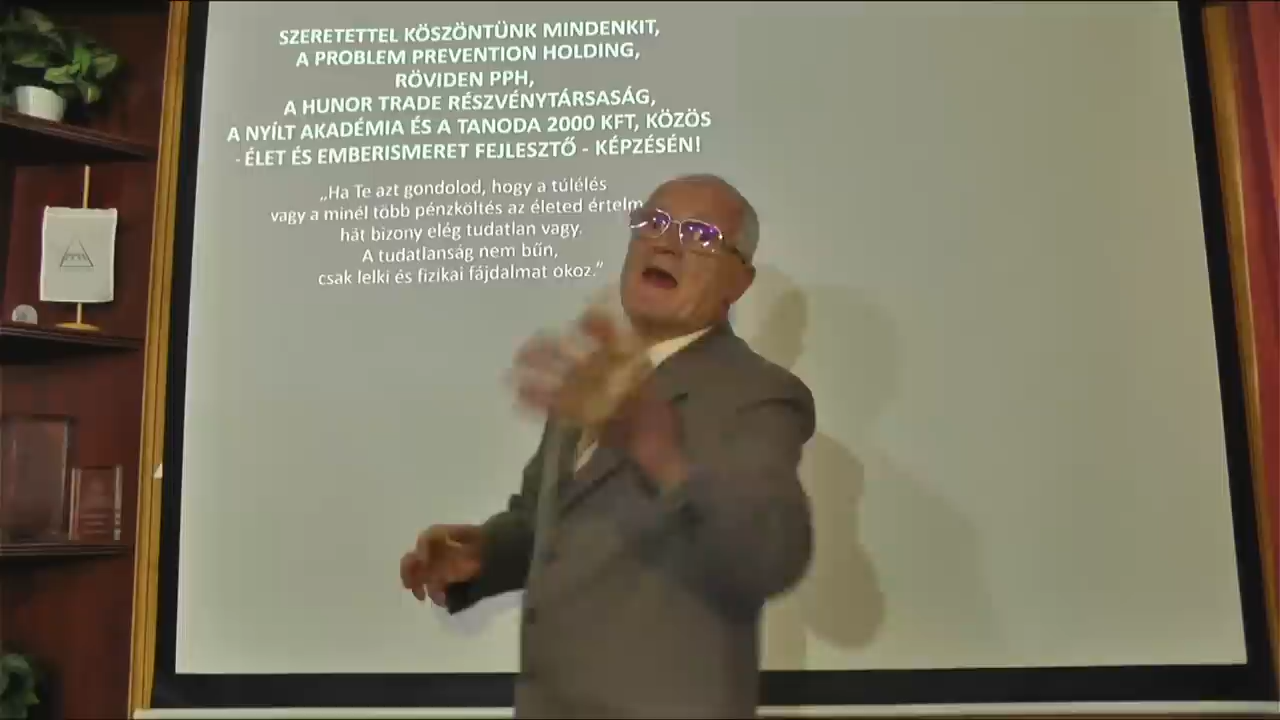 SZERETETTEL KÖSZÖNTÜNK MINDENKIT,
A PROBLEM PREVENTION HOLDING,
RÖVIDEN PPH,
A HUNOR TRADE RÉSZVÉNYTÁRSASÁG,
A NYÍLT AKADÉMIA ÉS A TANODA 2000 KFT, KÖZÖS
- ÉLET ÉS EMBERISMERET FEJLESZTŐ - KÉPZÉSÉN!
„Ha Te azt gondolod, hogy a túlélés
vagy a minél több pénzköltés az életed értelm
hát bizony elég tudatlan vagy.
A tudatlanság nem bűn,
csak lelki és fizikai fájdalmat okoz.”